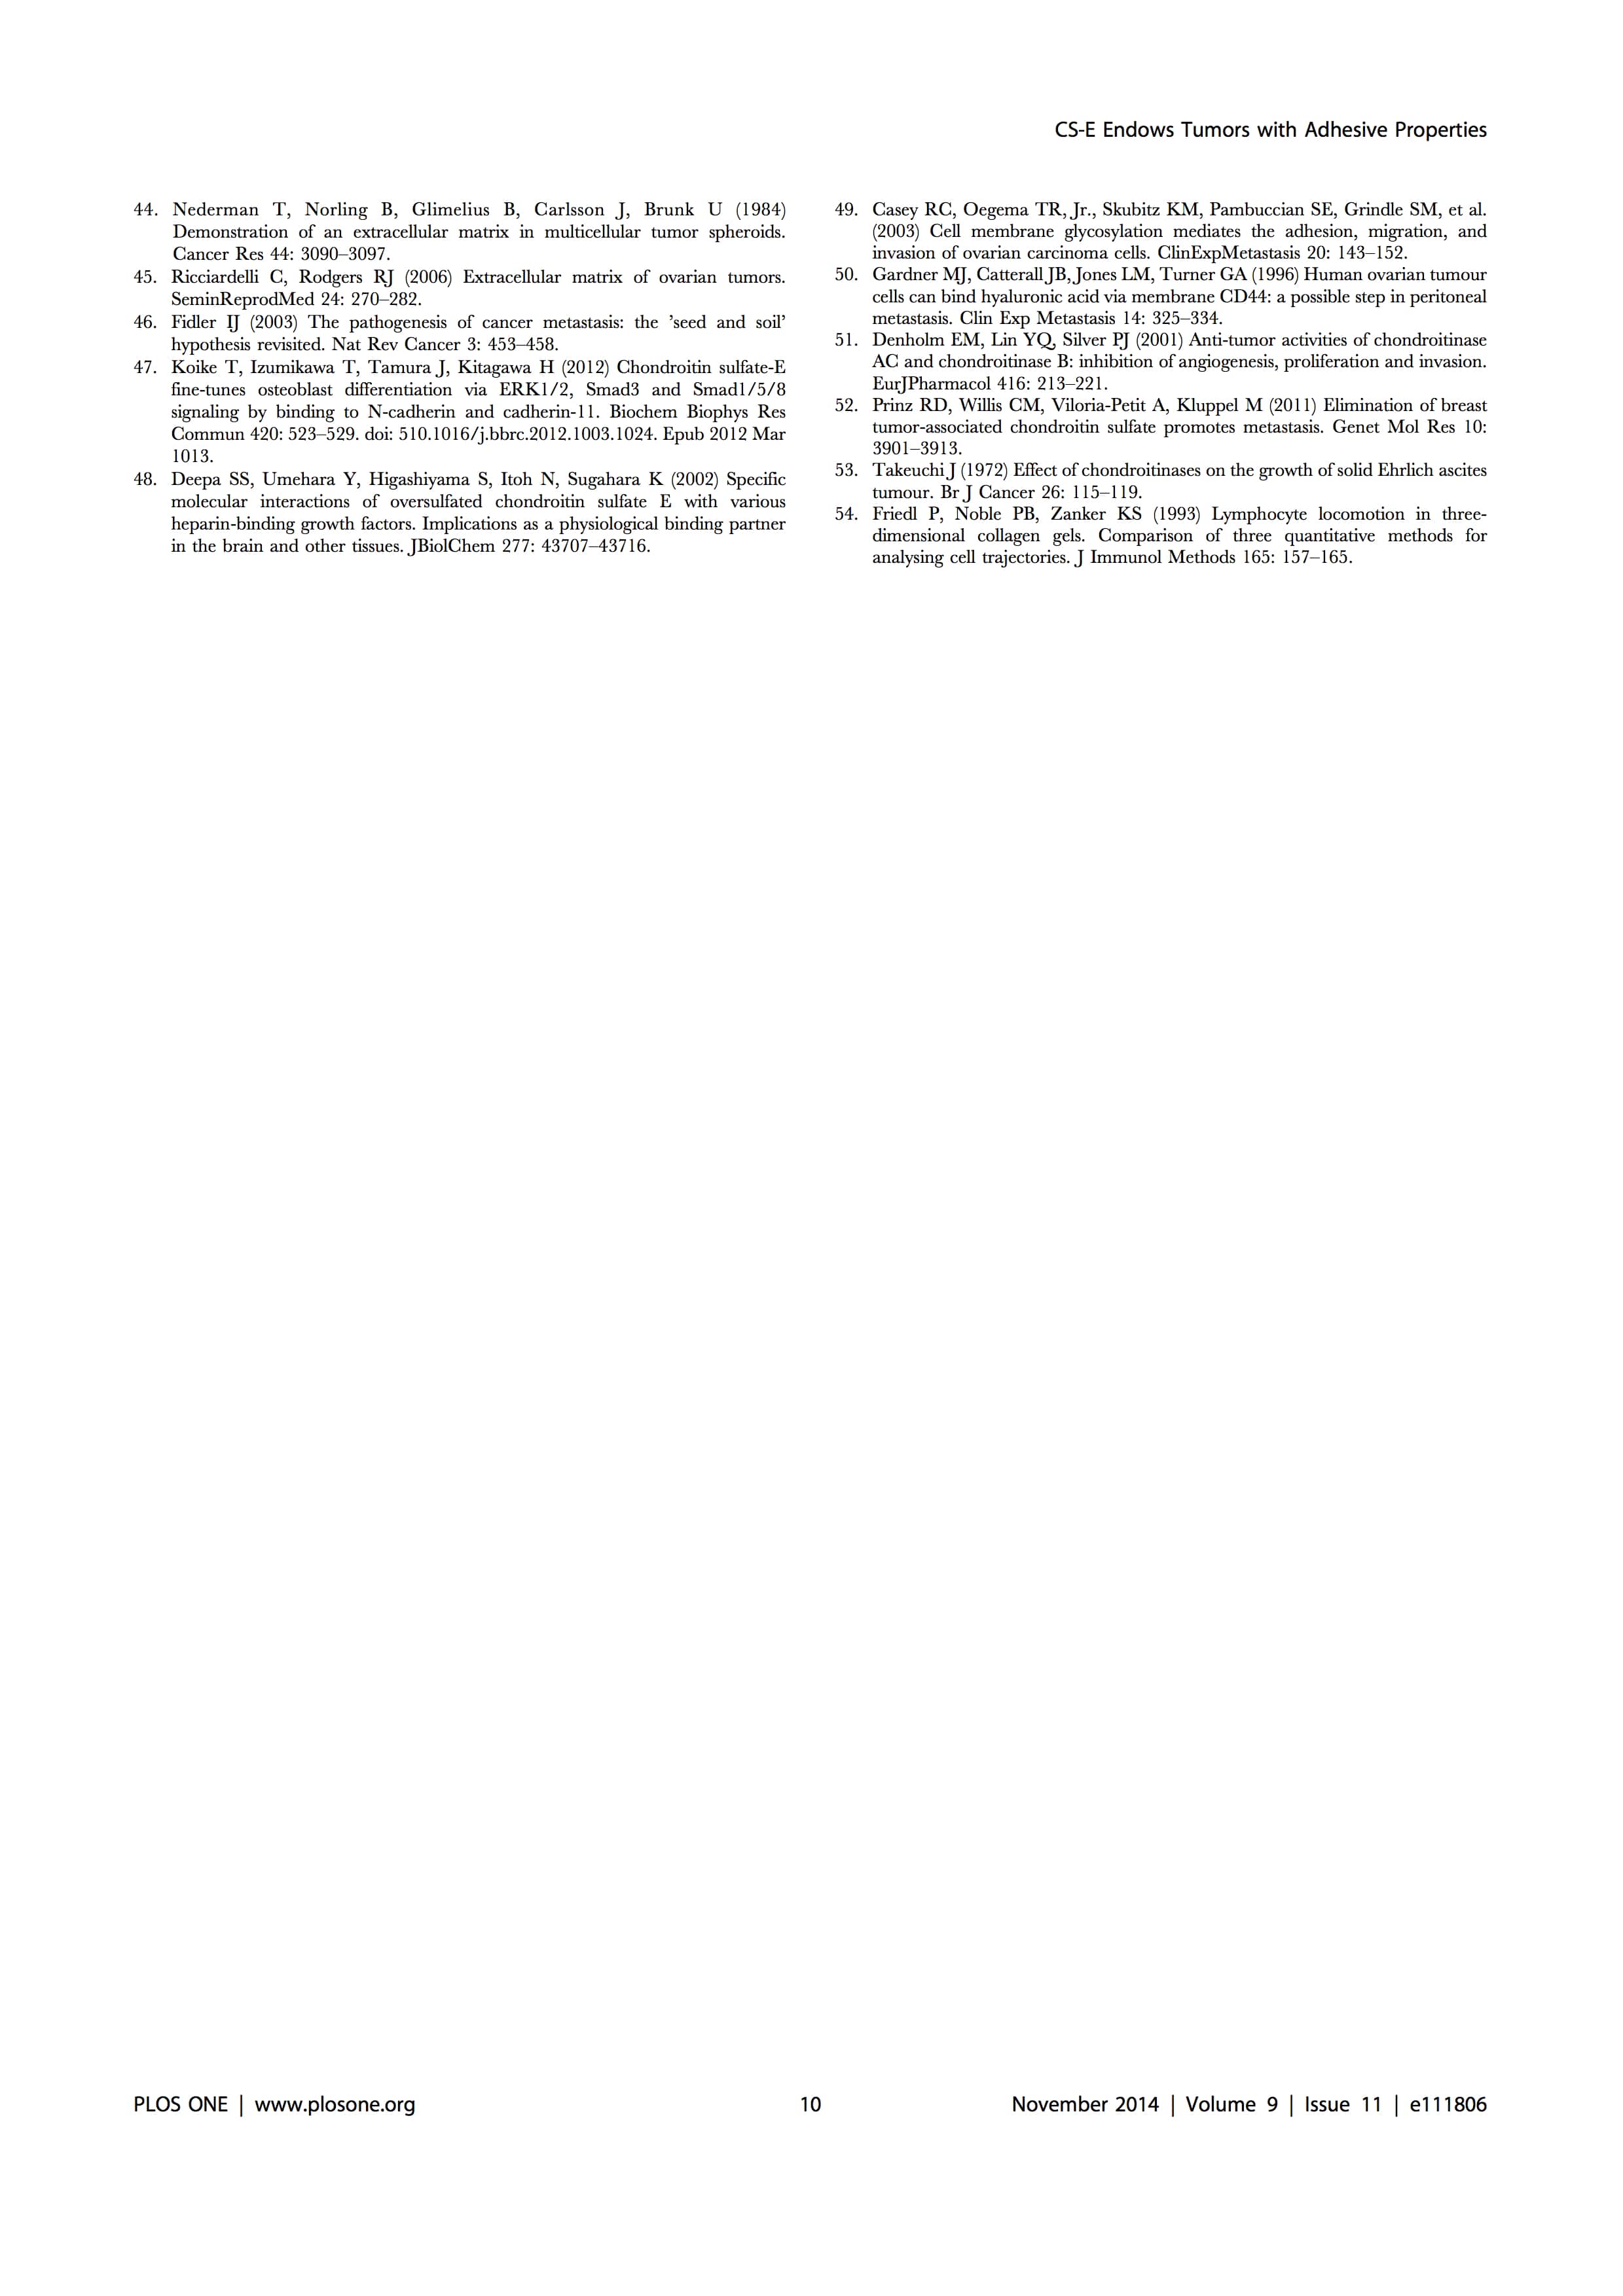 CS-E Endows Tumors with Adhesive Properties
44. Nederman T, Norling B, Glimelius B, Carlsson J, Brunk U (1984)
Demonstration of an extracellular matrix in multicellular tumor spheroids.
Cancer Res 44: 3090–3097.
45. Ricciardelli C, Rodgers RJ (2006) Extracellular matrix of ovarian tumors.
SeminReprodMed 24: 270–282.
46. Fidler IJ (2003) The pathogenesis of cancer metastasis: the 'seed and soil'
hypothesis revisited. Nat Rev Cancer 3: 453–458.
47. Koike T, Izumikawa T, Tamura J, Kitagawa H (2012) Chondroitin sulfate-E
fine-tunes osteoblast differentiation via ERK1/2, Smad3 and Smad1/5/8
signaling by binding to N-cadherin and cadherin-11. Biochem Biophys Res
Commun 420: 523–529. doi: 510.1016/j.bbrc.2012.1003.1024. Epub 2012 Mar
1013.
48. Deepa SS, Umehara Y, Higashiyama S, Itoh N, Sugahara K (2002) Specific
molecular interactions of oversulfated chondroitin sulfate E with various
heparin-binding growth factors. Implications as a physiological binding partner
in the brain and other tissues. JBiolChem 277: 43707–43716.
49. Casey RC, Oegema TR, Jr., Skubitz KM, Pambuccian SE, Grindle SM, et al.
(2003) Cell membrane glycosylation mediates the adhesion, migration, and
invasion of ovarian carcinoma cells. ClinExpMetastasis 20: 143–152.
50. Gardner MJ, Catterall JB, Jones LM, Turner GA (1996) Human ovarian tumour
cells can bind hyaluronic acid via membrane CD44: a possible step in peritoneal
metastasis. Clin Exp Metastasis 14: 325–334.
51. Denholm EM, Lin YQ, Silver PJ (2001) Anti-tumor activities of chondroitinase
AC and chondroitinase B: inhibition of angiogenesis, proliferation and invasion.
EurJPharmacol 416: 213–221.
52. Prinz RD, Willis CM, Viloria-Petit A, Kluppel M (2011) Elimination of breast
tumor-associated chondroitin sulfate promotes metastasis. Genet Mol Res 10:
3901–3913.
53. Takeuchi J (1972) Effect of chondroitinases on the growth of solid Ehrlich ascites
tumour. Br J Cancer 26: 115–119.
54. Friedl P, Noble PB, Zanker KS (1993) Lymphocyte locomotion in three-
dimensional collagen gels. Comparison of three quantitative methods for
analysing cell trajectories. J Immunol Methods 165: 157–165.
PLOS ONE | www.plosone.org 10 November 2014 | Volume 9 | Issue 11 | e111806